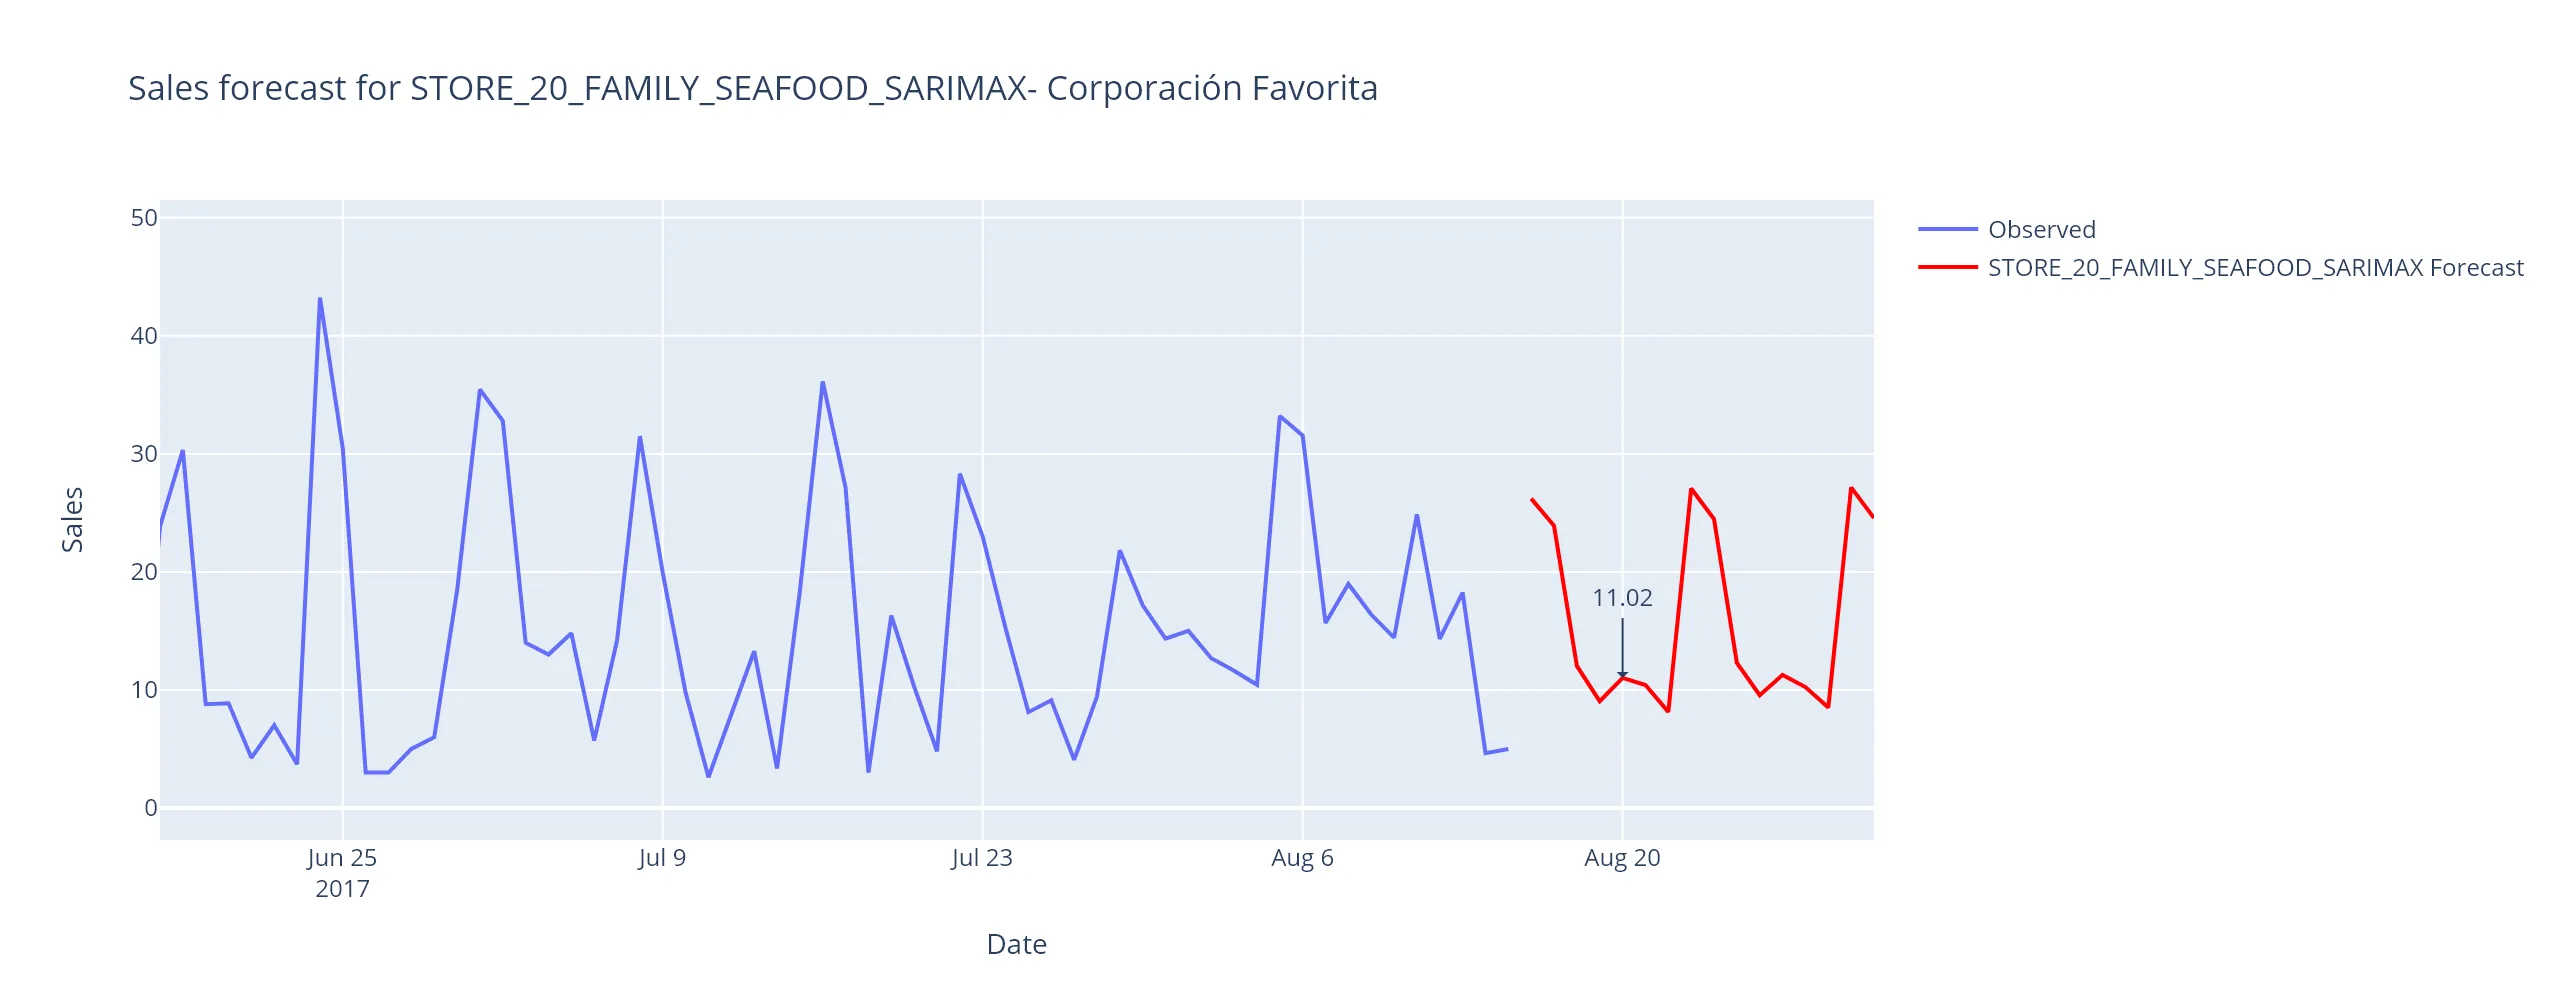 Sales forecast for STORE_20_FAMILY_SEAFOOD_SARIMAX- Corporación Favorita
Observed
STORE_20_FAMILY_SEAFOOD_SARIMAX Forecast
50
40
30
20
10
0
Sales
11.02
Jun 25
2017
Jul 9
Jul 23
Aug 6
Aug 20
Date